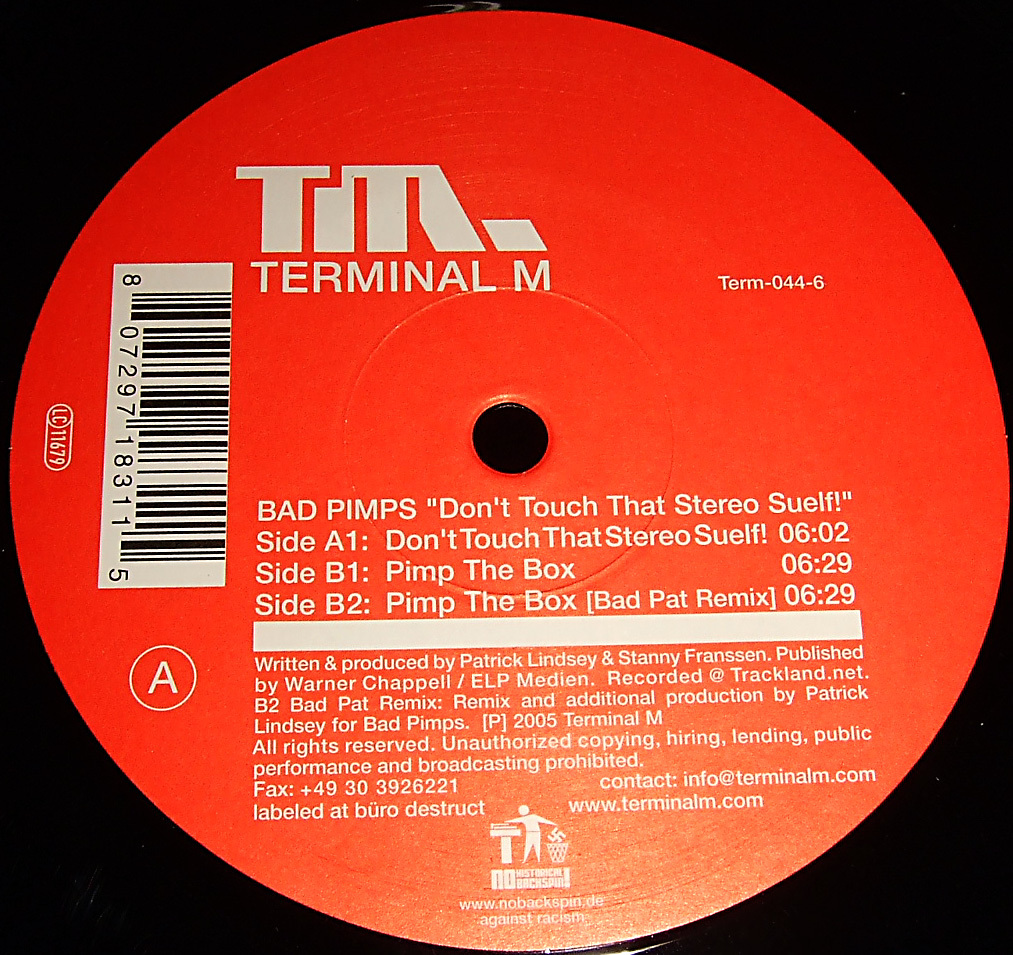 TM.
TERMINAL M
Term-044-6
8 07297 18311 5
LC 11679
BAD PIMPS "Don't Touch That Stereo Suelf!"
Side A1: Don't Touch That Stereo Suelf! 06:02
Side B1: Pimp The Box 06:29
Side B2: Pimp The Box [Bad Pat Remix] 06:29
A
Written & produced by Patrick Lindsey & Stanny Franssen. Published
by Warner Chappell / ELP Medien. Recorded @ Trackland.net.
B2 Bad Pat Remix: Remix and additional production by Patrick
Lindsey for Bad Pimps. [P] 2005 Terminal M
All rights reserved. Unauthorized copying, hiring, lending, public
performance and broadcasting prohibited.
Fax: +49 30 3926221 contact: info@terminalm.com
labeled at büro destruct www.terminalm.com
NO HISTORICAL
BACKSPIN!
www.nobackspin.de
against racism